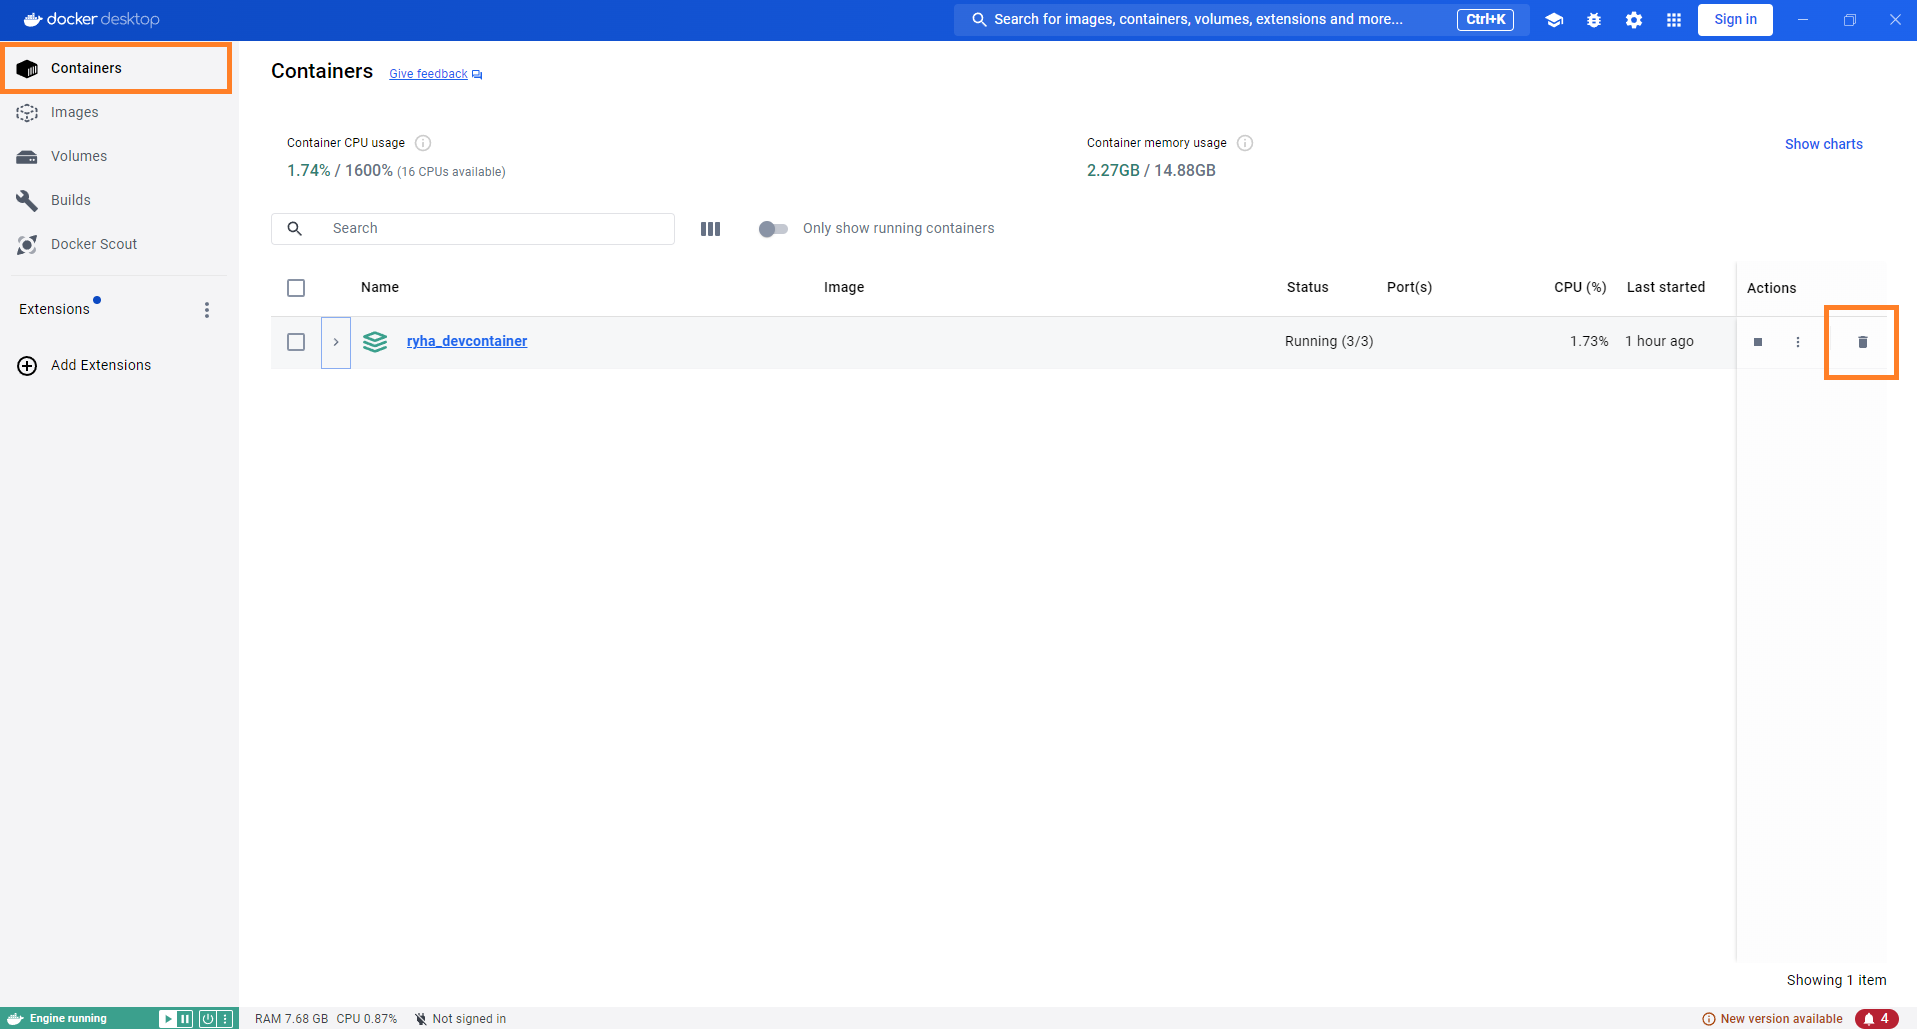 docker desktop
Search for images, containers, volumes, extensions and more...
Ctrl+K
Sign in
Containers
Images
Volumes
Builds
Docker Scout
Extensions
Add Extensions
Containers
Give feedback
Container CPU usage
1.74% / 1600% (16 CPUs available)
Container memory usage
2.27GB / 14.88GB
Show charts
Search
Only show running containers
Name Image Status Port(s) CPU (%) Last started Actions
ryha_devcontainer Running (3/3) 1.73% 1 hour ago
Showing 1 item
Engine running
RAM 7.68 GB CPU 0.87% Not signed in
New version available
4